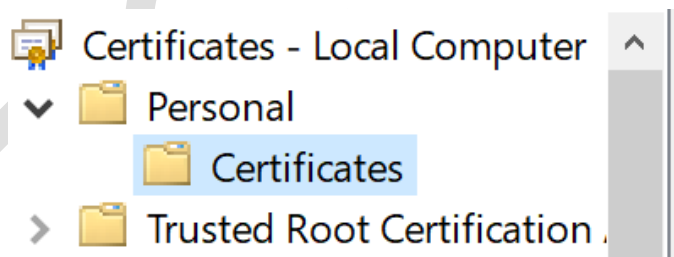 Certificates - Local Computer
Personal
Certificates
Trusted Root Certification